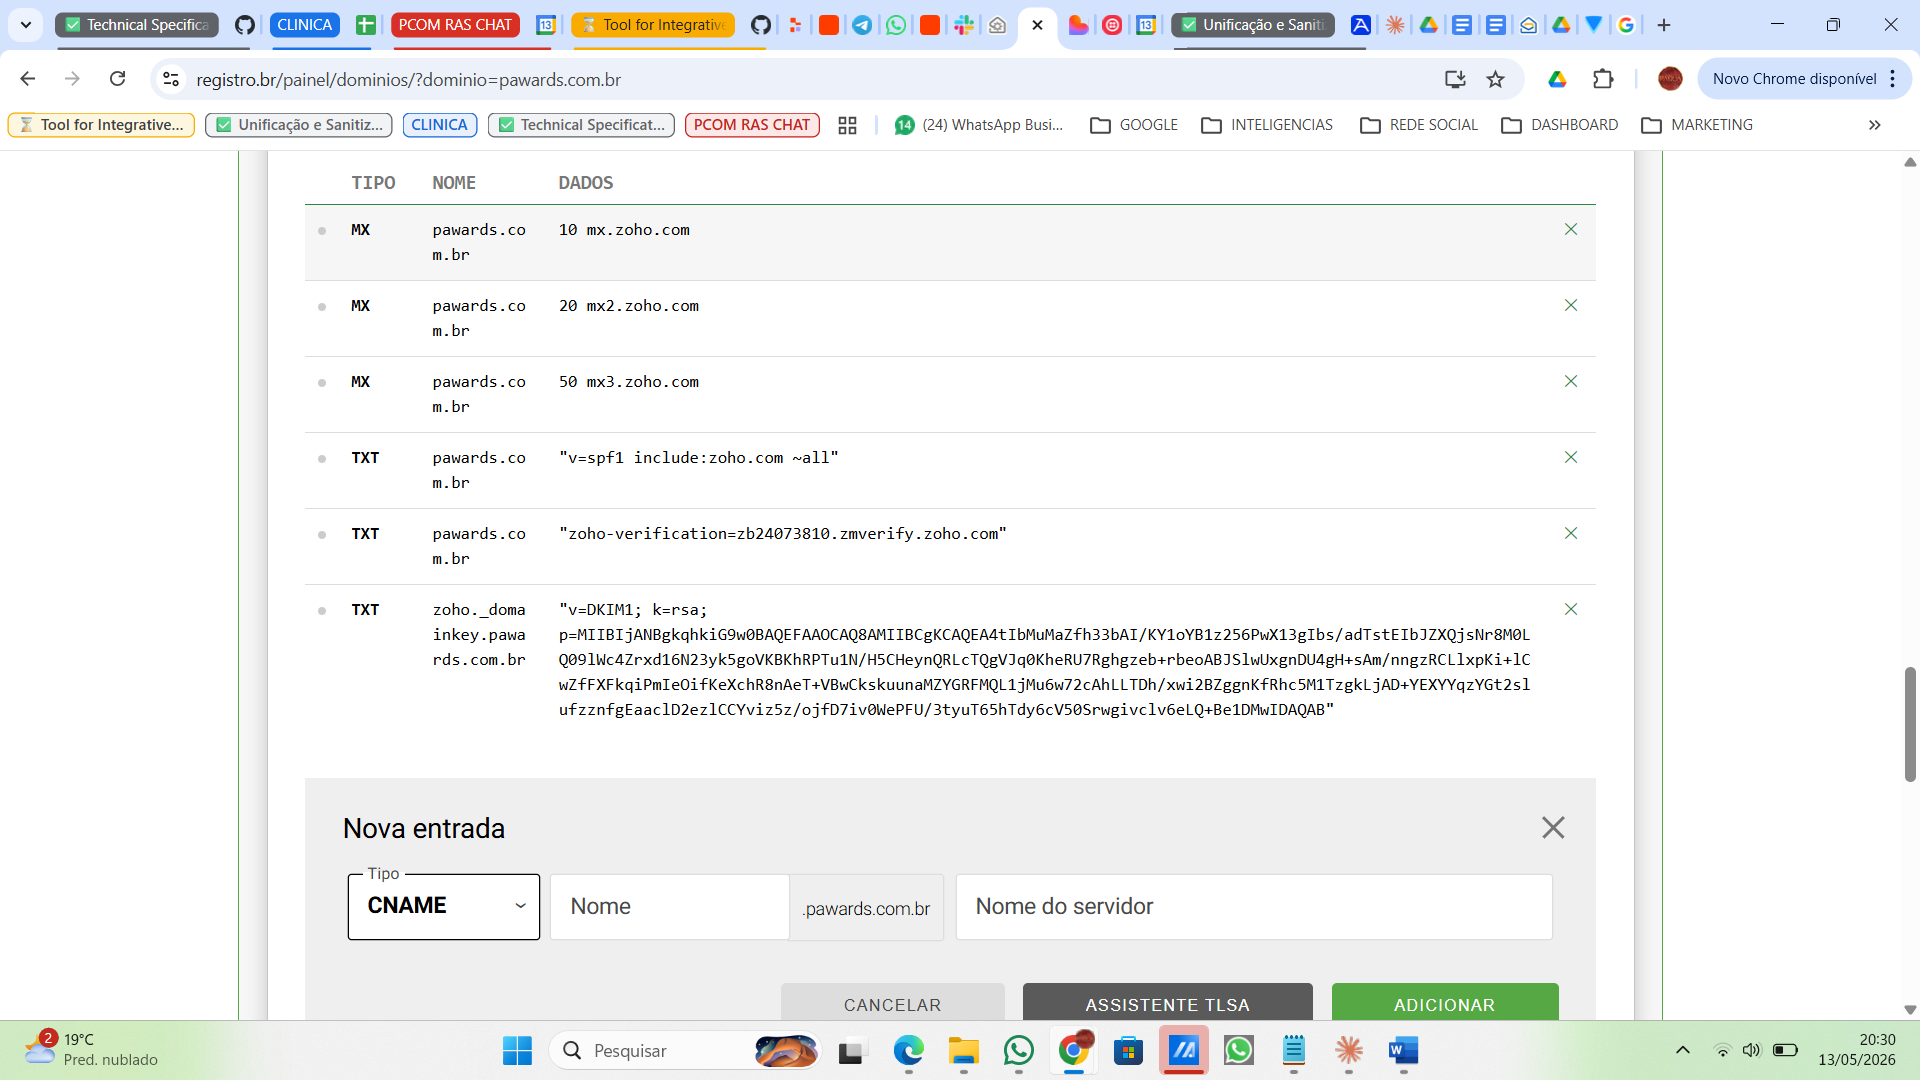 Technical Specifica
CLINICA
PCOM RAS CHAT
Tool for Integrative
Unificação e Saniti
registro.br/painel/dominios/?dominio=pawards.com.br
Novo Chrome disponível
Tool for Integrative...
Unificação e Sanitiz...
CLINICA
Technical Specificat...
PCOM RAS CHAT
14
(24) WhatsApp Busi...
GOOGLE
INTELIGENCIAS
REDE SOCIAL
DASHBOARD
MARKETING
TIPO NOME DADOS
MX pawards.co 10 mx.zoho.com
m.br
MX pawards.co 20 mx2.zoho.com
m.br
MX pawards.co 50 mx3.zoho.com
m.br
TXT pawards.co "v=spf1 include:zoho.com ~all"
m.br
TXT pawards.co "zoho-verification=zb24073810.zmverify.zoho.com"
m.br
TXT zoho._doma "v=DKIM1; k=rsa;
inkey.pawa p=MIIBIjANBgkqhkiG9w0BAQEFAAOCAQ8AMIIBCgKCAQEA4tIbMuMaZfh33bAI/KY1oYB1z256PwX13gIbs/adTstEIbJZXQjsNr8M0L
rds.com.br Q09lWc4Zrxd16N23yk5goVKBKhRPTu1N/H5CHeynQRLcTQgVJq0KheRU7Rghgzeb+rbeoABJSlwUxgnDU4gH+sAm/nngzRCLlxpKi+lC
wZfFXFkqiPmIeOifKeXchR8nAeT+VBwCkskuunaMZYGRFMQL1jMu6w72cAhLLTDh/xwi2BZggnKfRhc5M1TzgkLjAD+YEXYYqzYGt2sl
ufzznfgEaaclD2ezlCCYviz5z/ojfD7iv0WePFU/3tyuT65hTdy6cV50Srwgivclv6eLQ+Be1DMwIDAQAB"
Nova entrada
Tipo
CNAME
Nome
.pawards.com.br
Nome do servidor
CANCELAR
ASSISTENTE TLSA
ADICIONAR
2
19°C
Pred. nublado
Pesquisar
20:30
13/05/2026